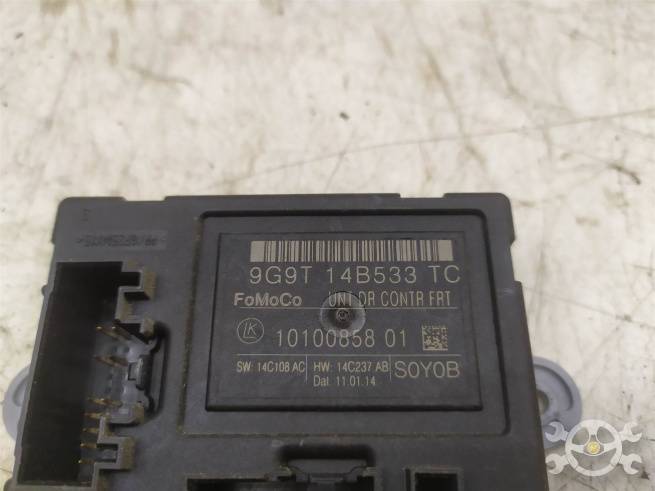 9G9T 14B533 TC
FoMoCo UNI DR CONTR FRT
LK 10100858 01
SW: 14C108 AC HW: 14C237 AB S0Y0B
Dat. 11.01.14